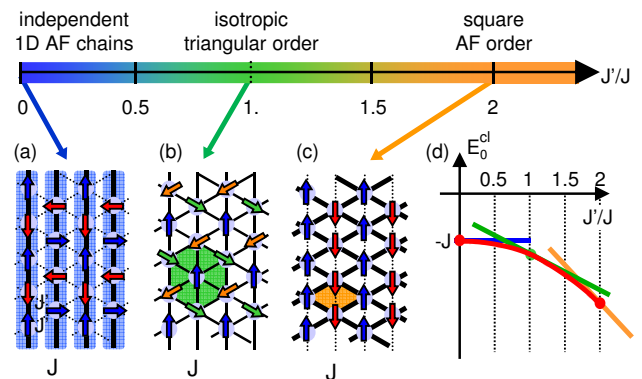 independent isotropic square
1D AF chains triangular order AF order
J'/J
0 0.5 1. 1.5 2
(a) (b) (c) (d) E₀ᶜˡ
0.5 1 1.5 2
J'/J
-J
J'
J
J J J